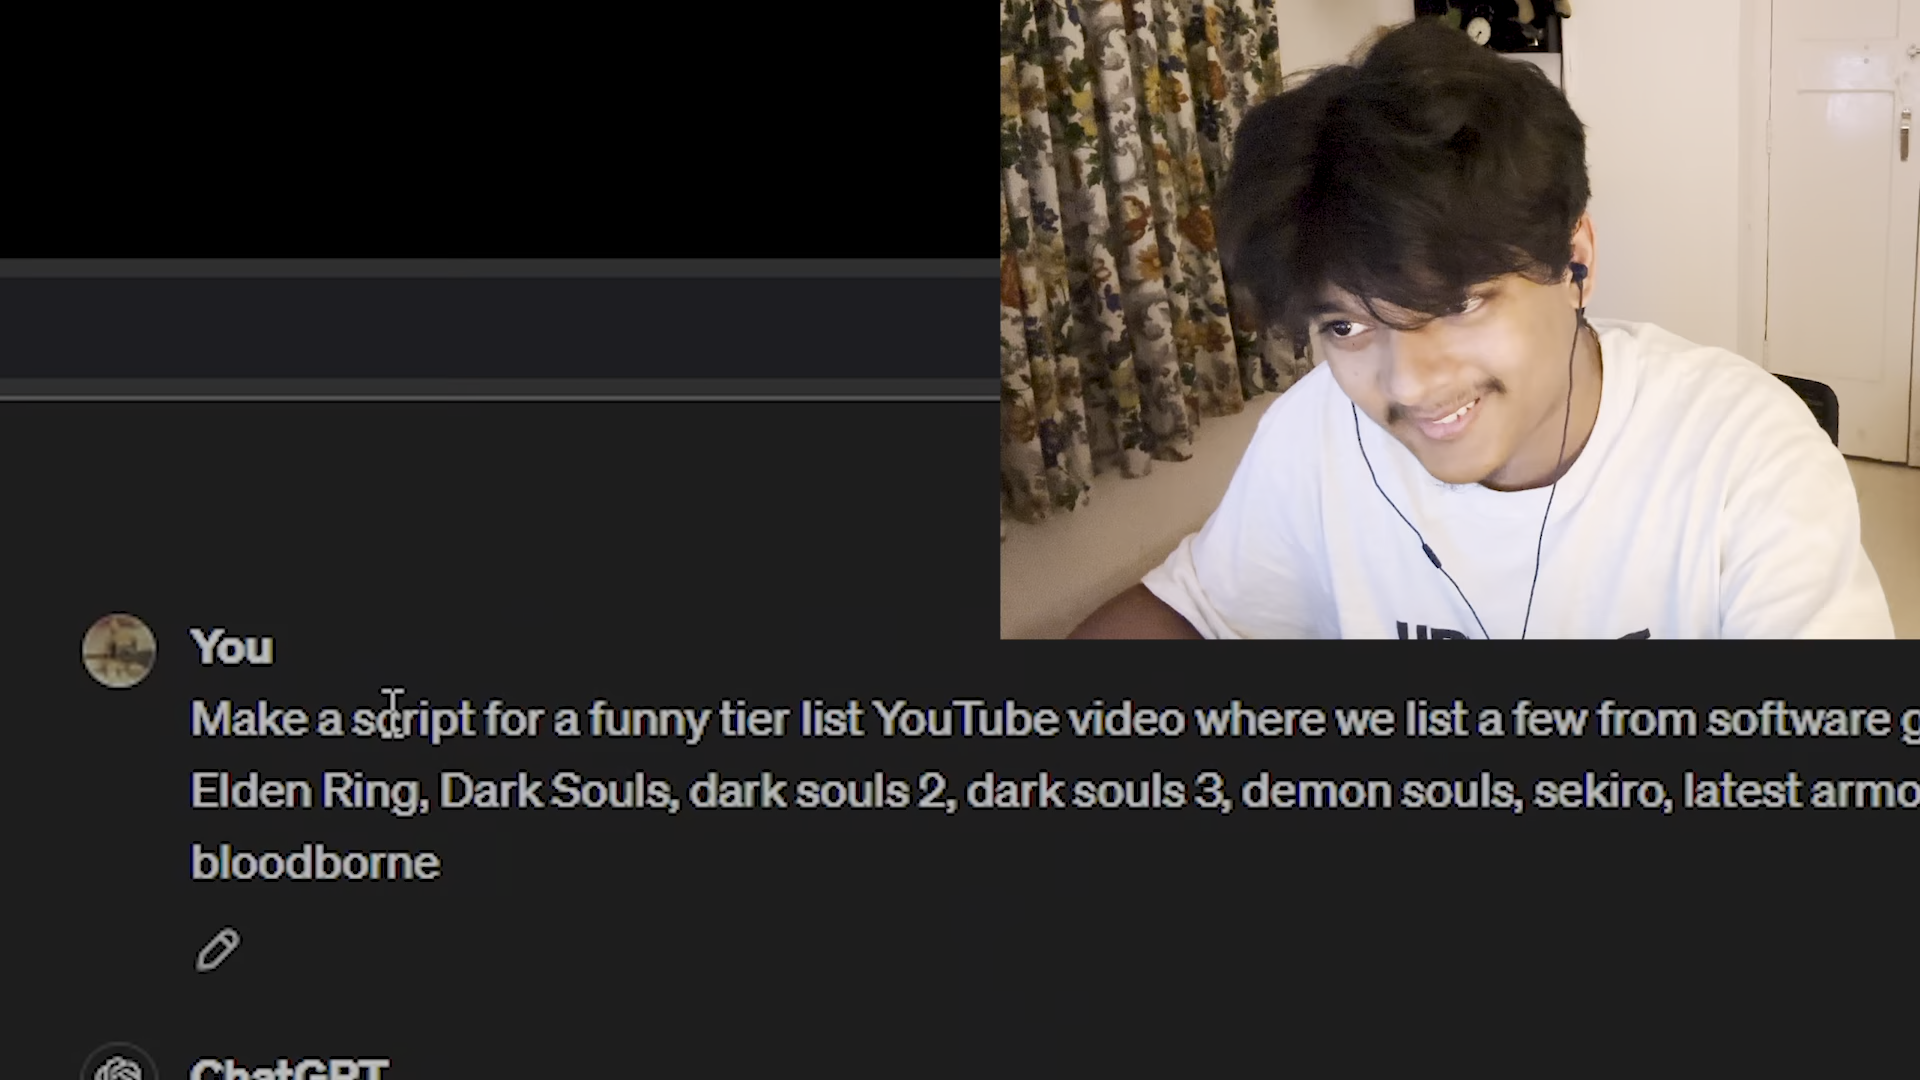 You
Make a script for a funny tier list YouTube video where we list a few from software
Elden Ring, Dark Souls, dark souls 2, dark souls 3, demon souls, sekiro, latest
bloodborne
ChatGPT